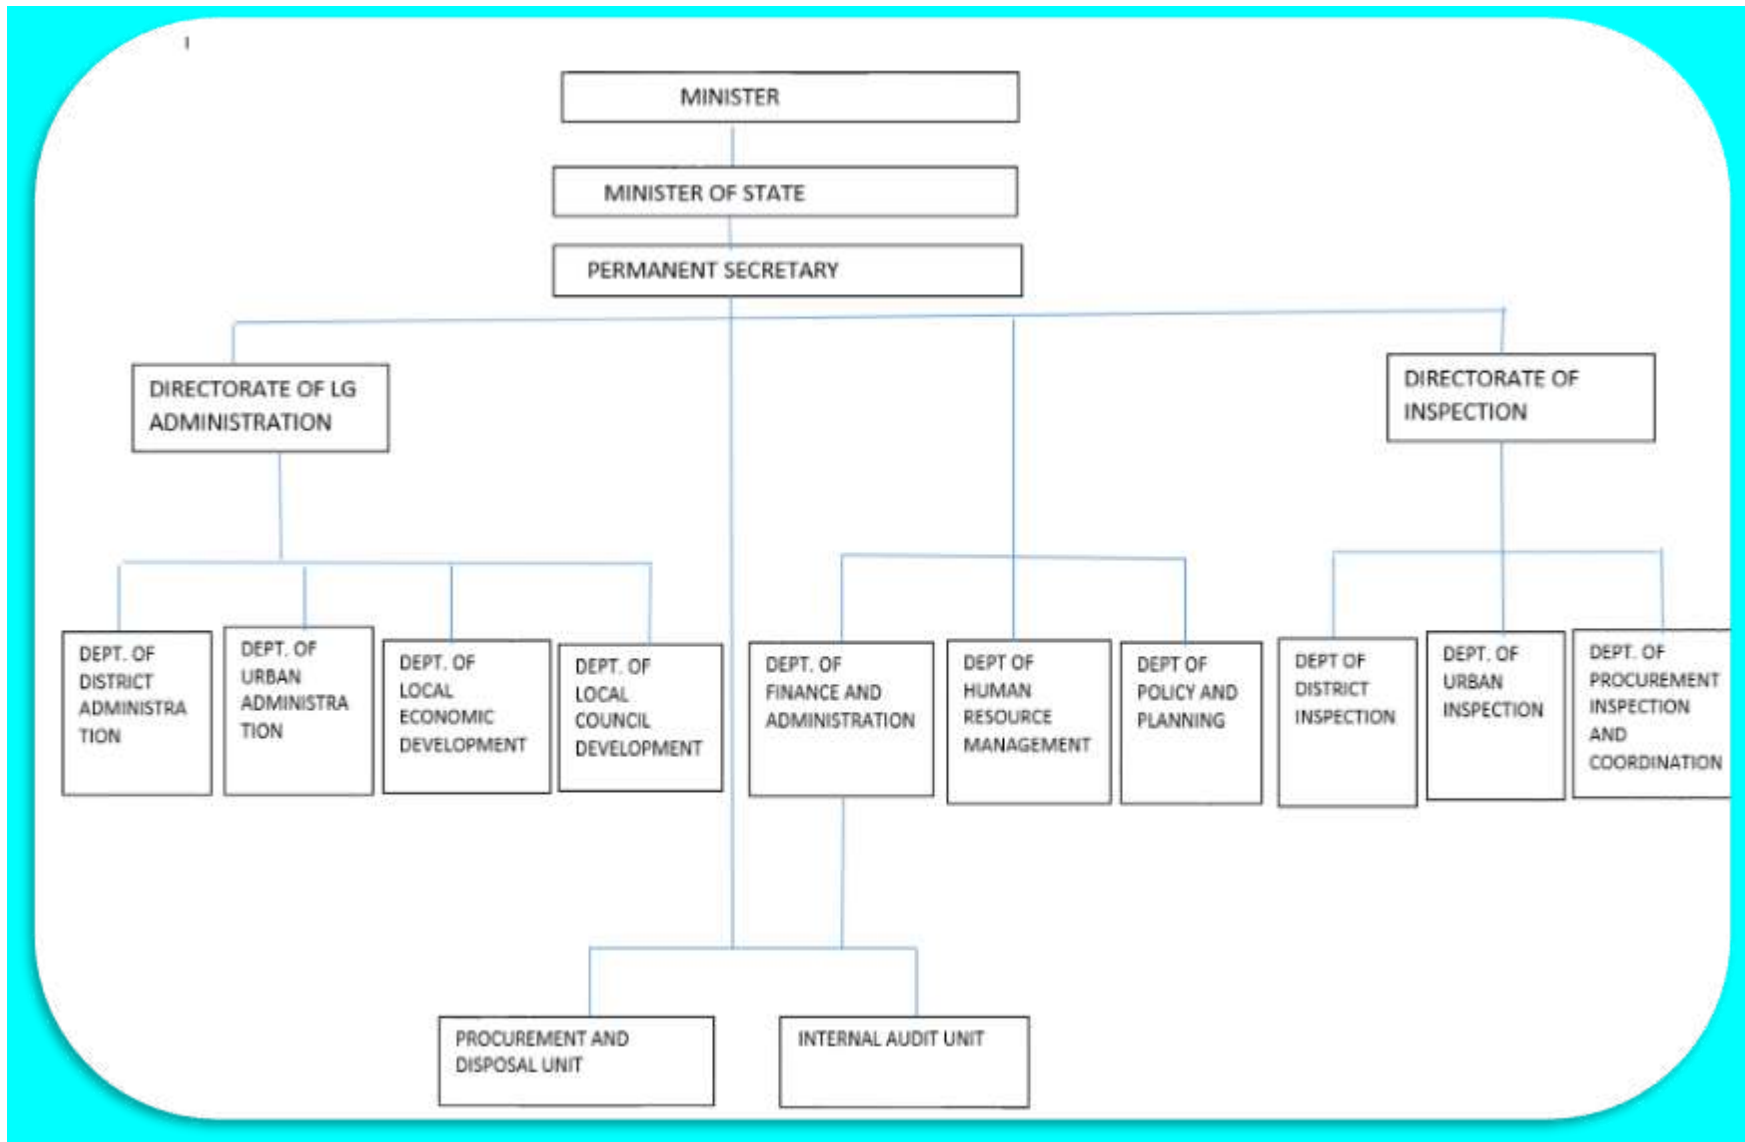 MINISTER
MINISTER OF STATE
PERMANENT SECRETARY
DIRECTORATE OF LG
ADMINISTRATION
DIRECTORATE OF
INSPECTION
DEPT. OF
DISTRICT
ADMINISTRA
TION
DEPT. OF
URBAN
ADMINISTRA
TION
DEPT. OF
LOCAL
ECONOMIC
DEVELOPMENT
DEPT. OF
LOCAL
COUNCIL
DEVELOPMENT
DEPT. OF
FINANCE AND
ADMINISTRATION
DEPT OF
HUMAN
RESOURCE
MANAGEMENT
DEPT OF
POLICY AND
PLANNING
DEPT OF
DISTRICT
INSPECTION
DEPT. OF
URBAN
INSPECTION
DEPT. OF
PROCUREMENT
INSPECTION
AND
COORDINATION
PROCUREMENT AND
DISPOSAL UNIT
INTERNAL AUDIT UNIT